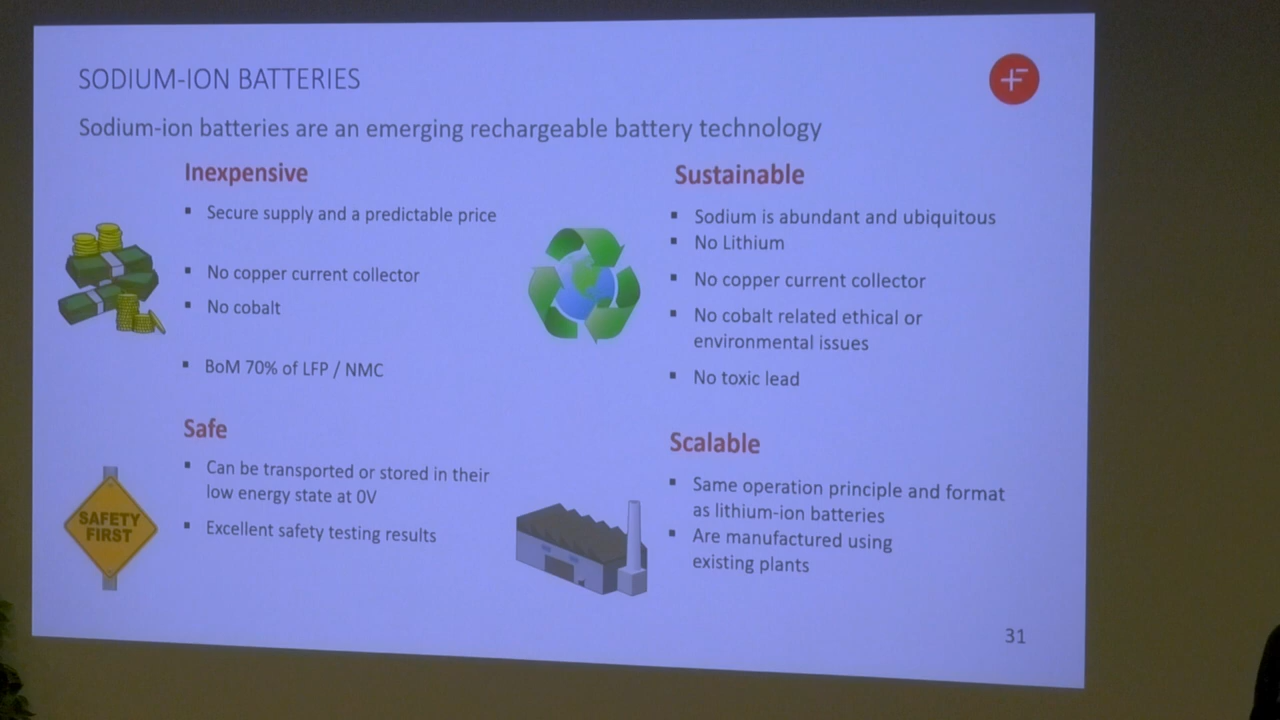 SODIUM-ION BATTERIES
Sodium-ion batteries are an emerging rechargeable battery technology
Inexpensive
Secure supply and a predictable price
No copper current collector
No cobalt
BoM 70% of LFP / NMC
Safe
Can be transported or stored in their
low energy state at 0V
Excellent safety testing results
SAFETY
FIRST
Sustainable
Sodium is abundant and ubiquitous
No Lithium
No copper current collector
No cobalt related ethical or
environmental issues
No toxic lead
Scalable
Same operation principle and format
as lithium-ion batteries
Are manufactured using
existing plants
31